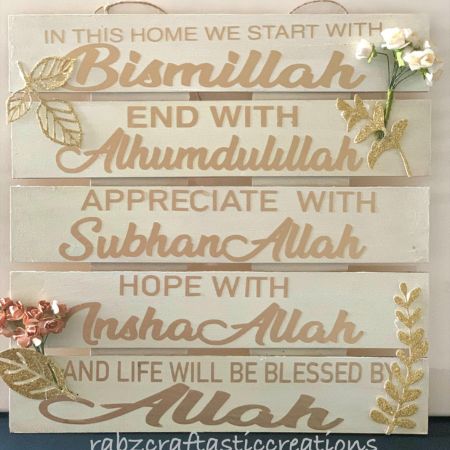 IN THIS HOME WE START WITH
Bismillah
END WITH
Alhumdulillah
APPRECIATE WITH
SubhanAllah
HOPE WITH
InshaAllah
AND LIFE WILL BE BLESSED BY
Allah
rabzcraftasticcreations